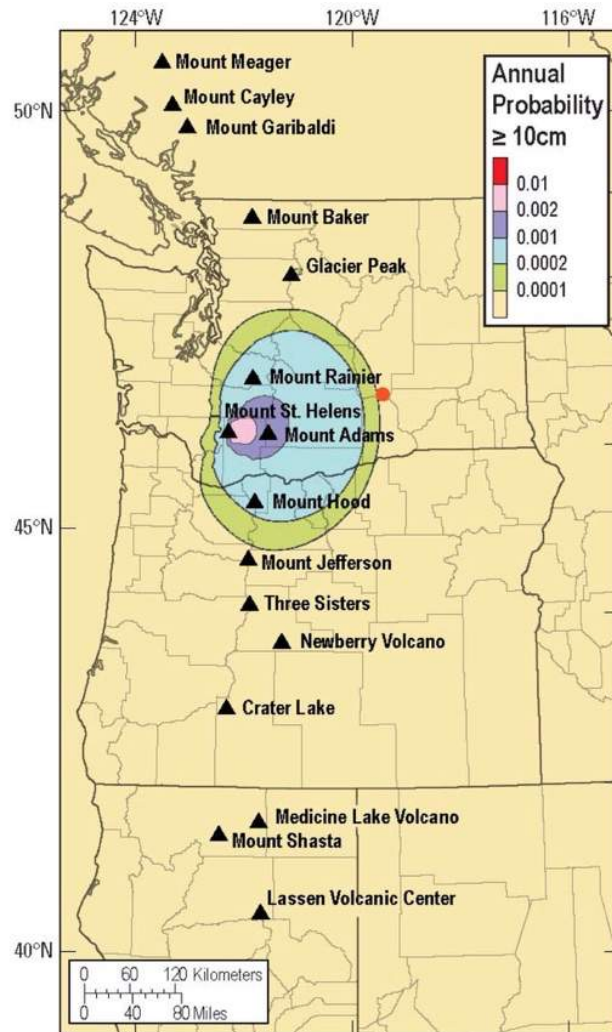 124°W 120°W 116°W
Mount Meager
Mount Cayley
50°N
Mount Garibaldi
Annual
Probability
≥ 10cm
0.01
0.002
0.001
0.0002
0.0001
Mount Baker
Glacier Peak
Mount Rainier
Mount St. Helens
Mount Adams
Mount Hood
45°N
Mount Jefferson
Three Sisters
Newberry Volcano
Crater Lake
Medicine Lake Volcano
Mount Shasta
Lassen Volcanic Center
40°N
0 60 120 Kilometers
0 40 80 Miles